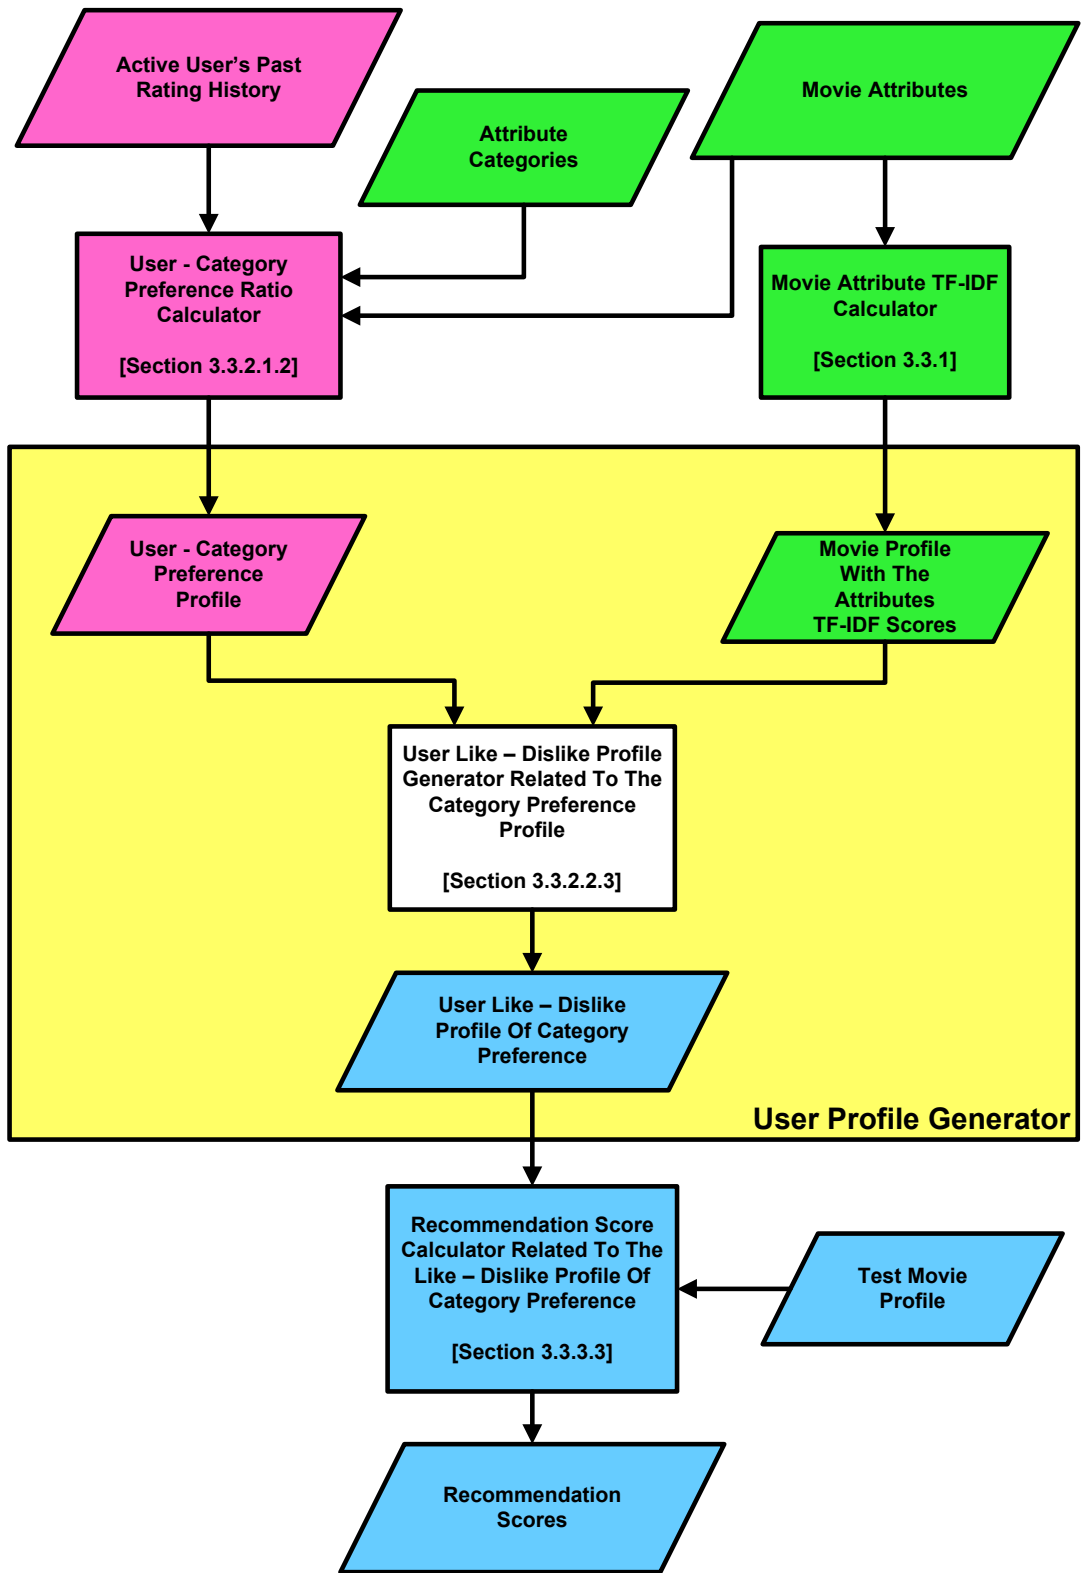 Active User’s Past
Rating History
Movie Attributes
Attribute
Categories
User - Category
Preference Ratio
Calculator
[Section 3.3.2.1.2]
Movie Attribute TF-IDF
Calculator
[Section 3.3.1]
User - Category
Preference
Profile
Movie Profile
With The
Attributes
TF-IDF Scores
User Like – Dislike Profile
Generator Related To The
Category Preference
Profile
[Section 3.3.2.2.3]
User Like – Dislike
Profile Of Category
Preference
User Profile Generator
Recommendation Score
Calculator Related To The
Like – Dislike Profile Of
Category Preference
[Section 3.3.3.3]
Test Movie
Profile
Recommendation
Scores